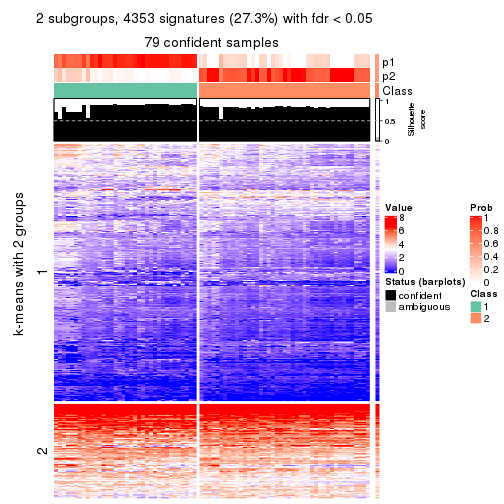 2 subgroups, 4353 signatures (27.3%) with fdr < 0.05
79 confident samples
p1
p2
Class
1
0.5
0
Silhouette
score
k-means with 2 groups
1
2
Value
8
6
4
2
0
Status (barplots)
confident
ambiguous
Prob
1
0.8
0.6
0.4
0.2
0
Class
1
2